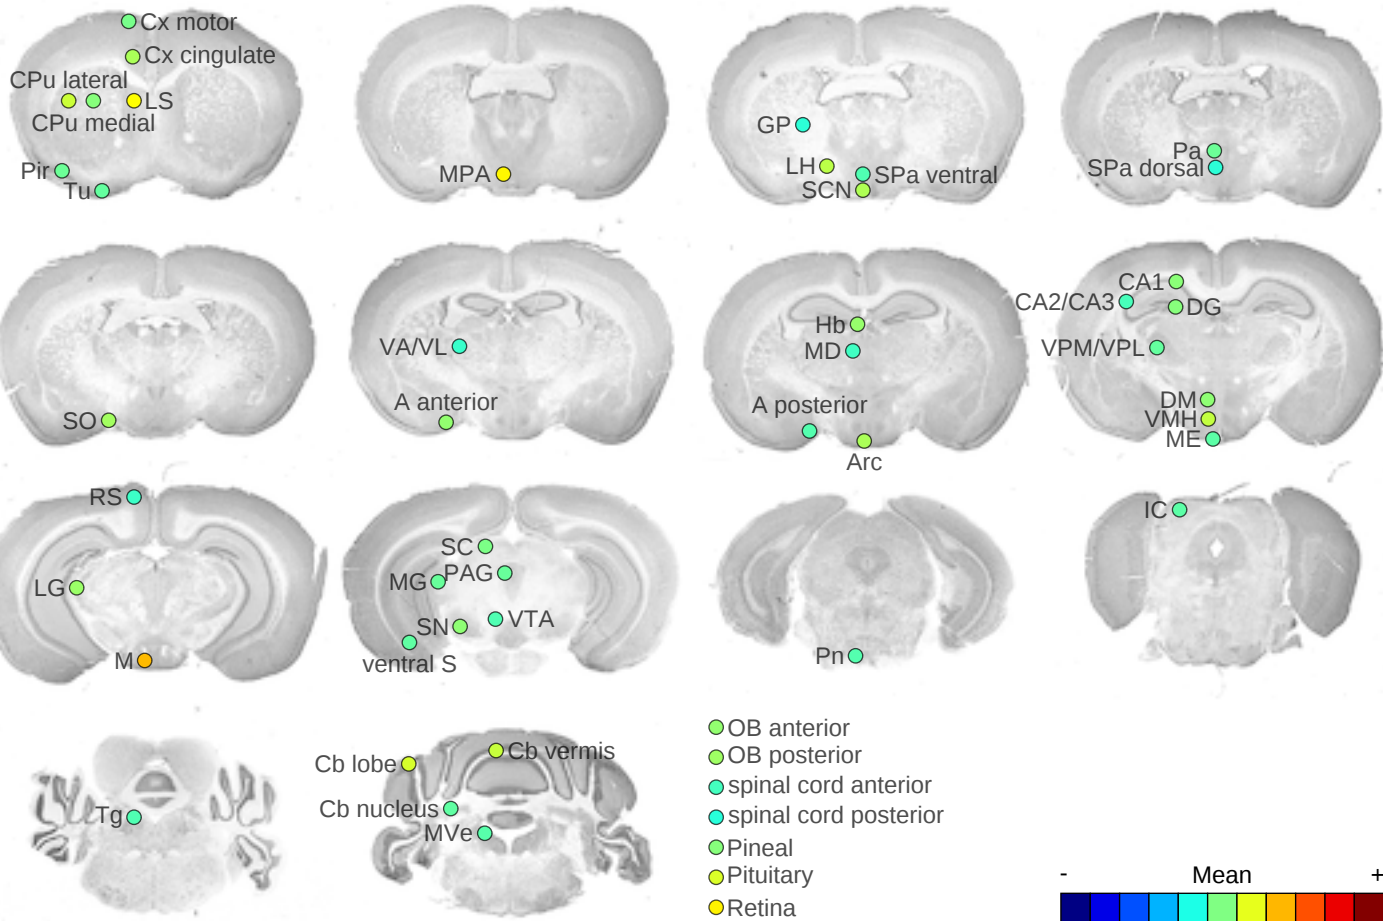 Cx motor
Cx cingulate
CPu lateral
LS
CPu medial
Pir
Tu
MPA
GP
LH
SPa ventral
SCN
Pa
SPa dorsal
SO
VA/VL
A anterior
Hb
MD
A posterior
Arc
CA1
CA2/CA3
DG
VPM/VPL
DM
VMH
ME
RS
LG
M
SC
MG
PAG
SN
VTA
ventral S
Pn
IC
Tg
Cb lobe
Cb vermis
Cb nucleus
MVe
OB anterior
OB posterior
spinal cord anterior
spinal cord posterior
Pineal
Pituitary
Retina
- Mean +